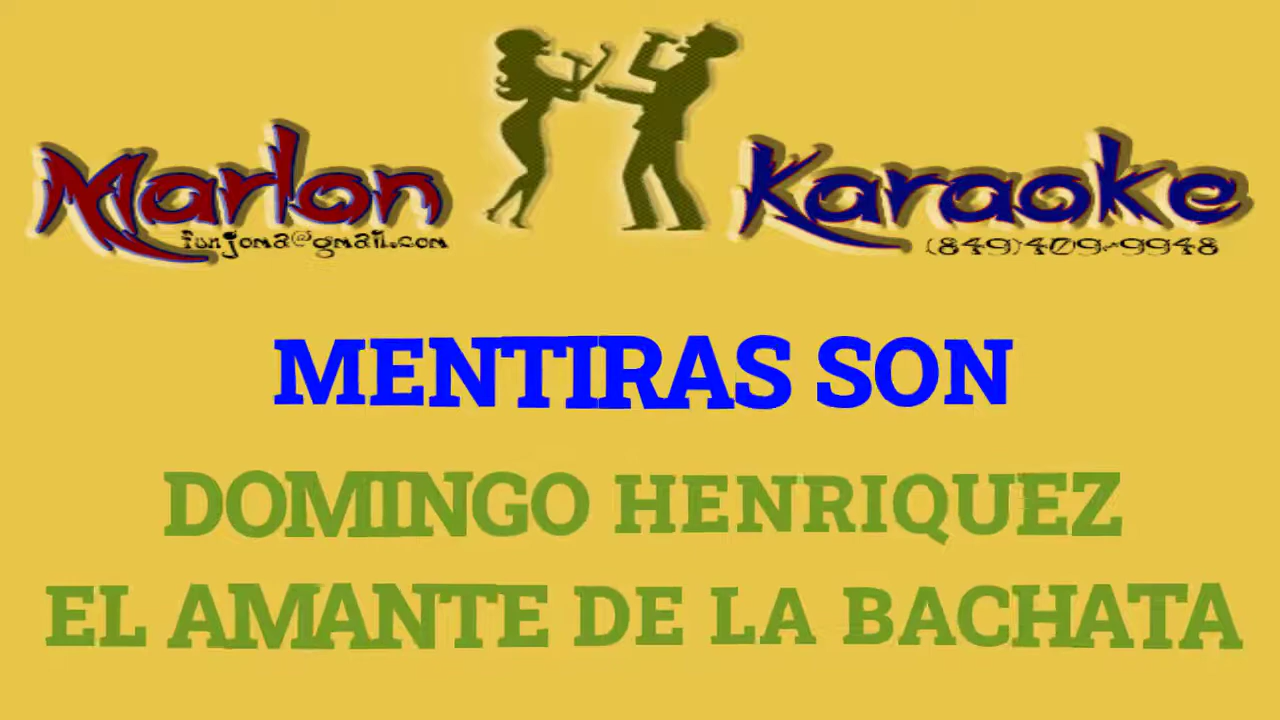 Marlon Karaoke
funjoma@gmail.com (849)409-9948
MENTIRAS SON
DOMINGO HENRIQUEZ
EL AMANTE DE LA BACHATA